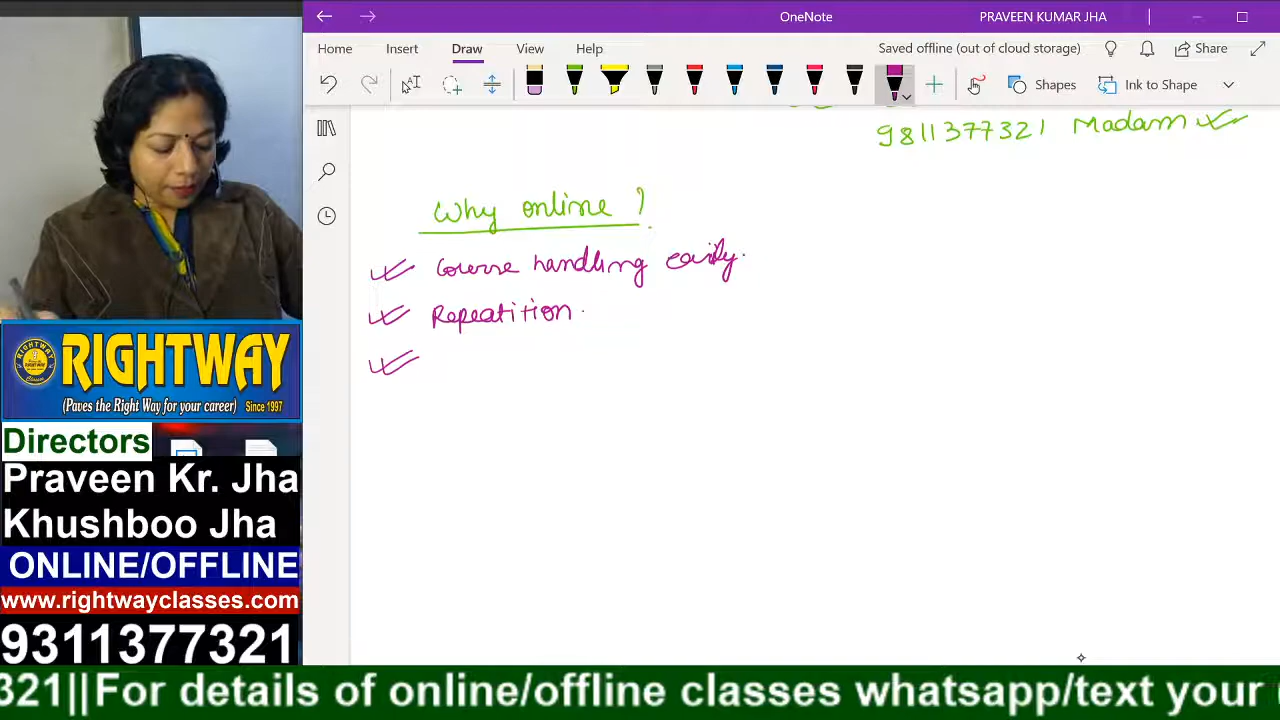 OneNote
PRAVEEN KUMAR JHA
Home Insert Draw View Help
Saved offline (out of cloud storage)
Share
Shapes
Ink to Shape
9811377321 Madam
Why online ?
Course handling easily.
Repeatition.
RIGHTWAY
(Paves the Right Way for your career) Since 1997
Directors
Praveen Kr. Jha
Khushboo Jha
ONLINE/OFFLINE
www.rightwayclasses.com
9311377321
321||For details of online/offline classes whatsapp/text your